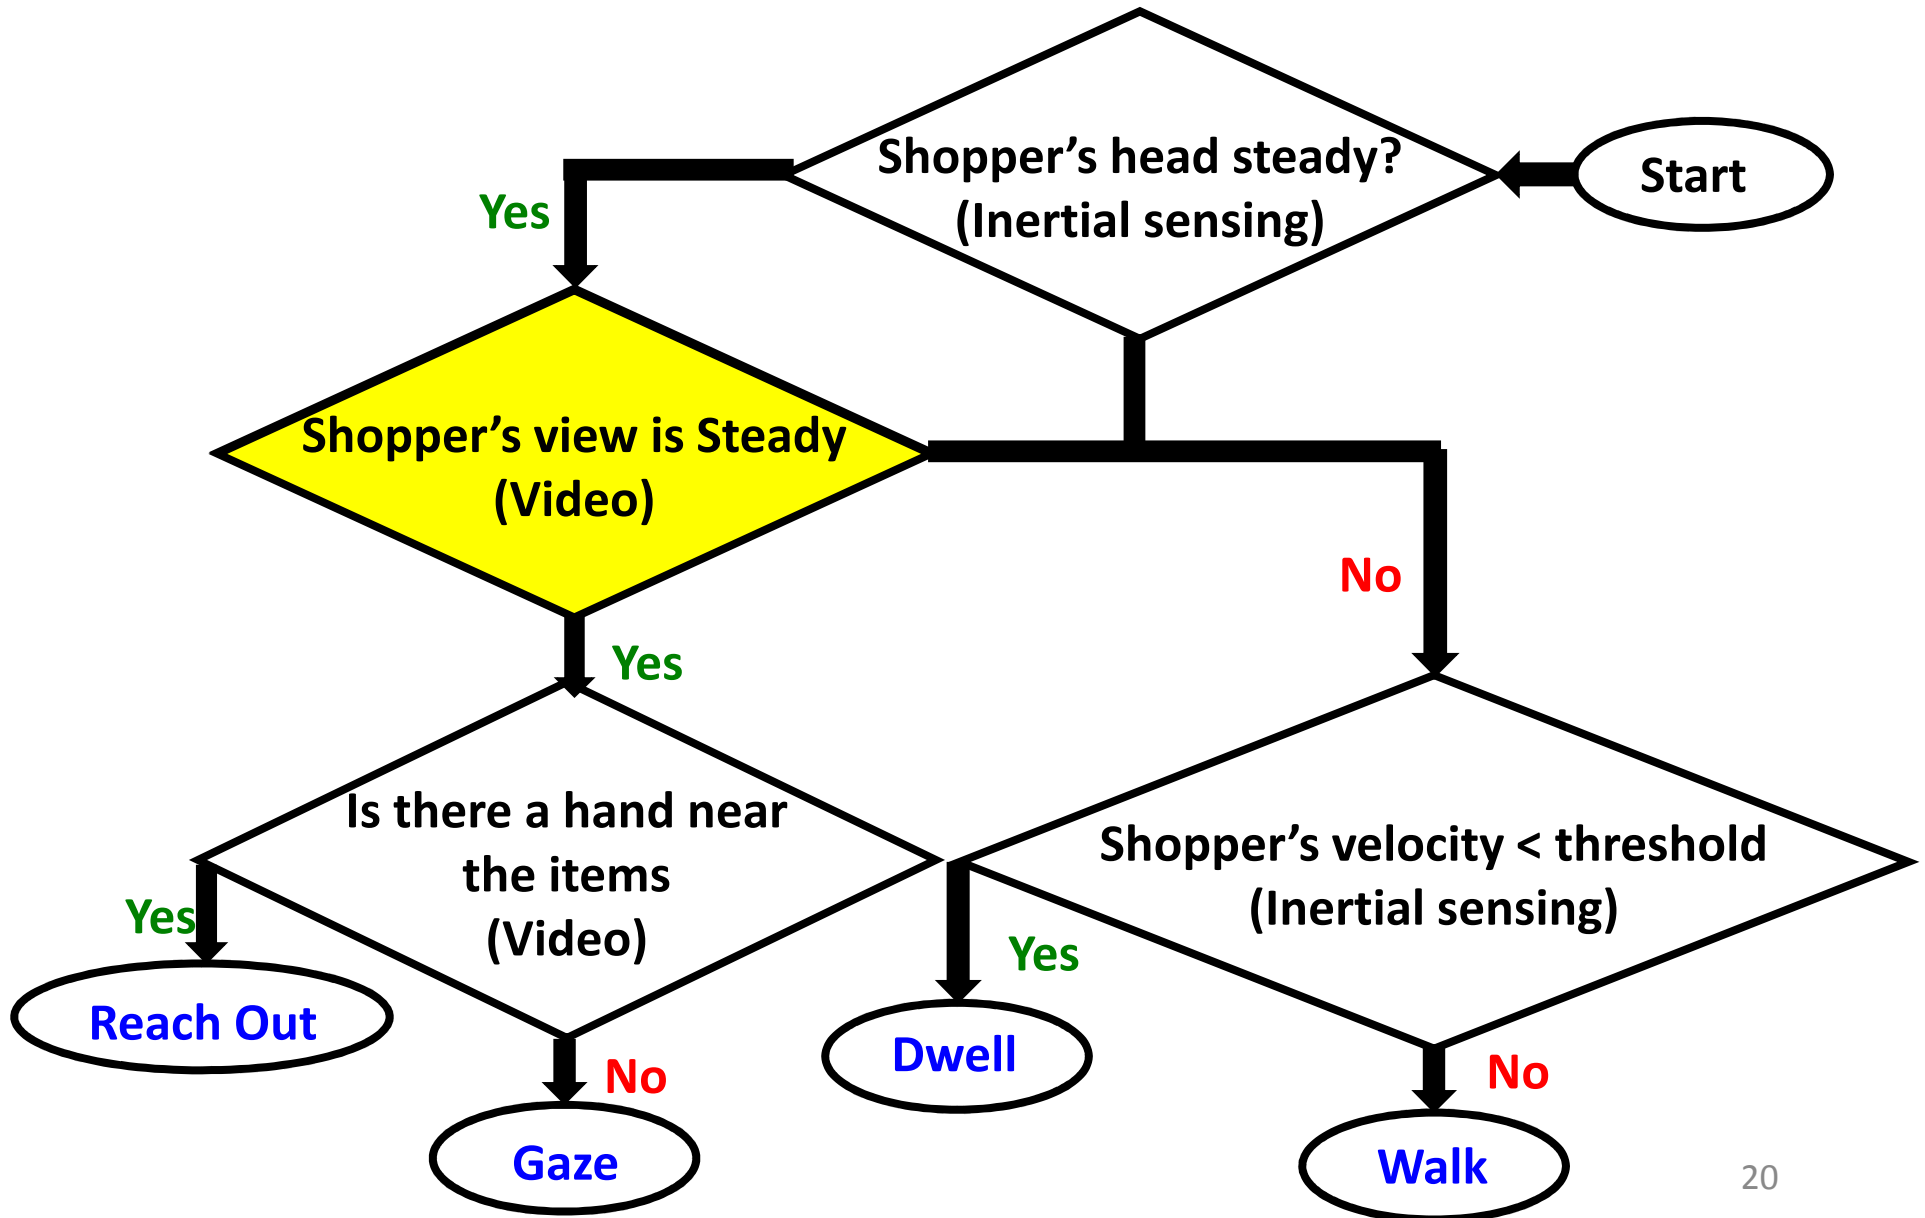 Shopper’s head steady?
(Inertial sensing)
Start
Yes
Shopper’s view is Steady
(Video)
No
Yes
Is there a hand near
the items
(Video)
Shopper’s velocity < threshold
(Inertial sensing)
Yes
Yes
Reach Out
Dwell
No
No
Gaze
Walk
20